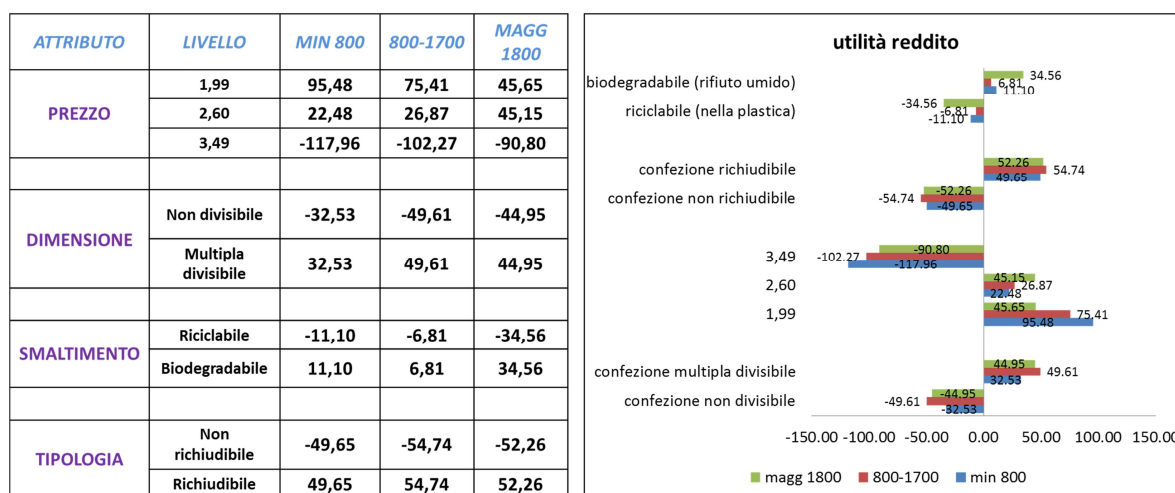 ATTRIBUTO LIVELLO MIN 800 800-1700 MAGG 1800
PREZZO
1,99 95,48 75,41 45,65
2,60 22,48 26,87 45,15
3,49 -117,96 -102,27 -90,80
DIMENSIONE
Non divisibile -32,53 -49,61 -44,95
Multipla divisibile 32,53 49,61 44,95
SMALTIMENTO
Riciclabile -11,10 -6,81 -34,56
Biodegradabile 11,10 6,81 34,56
TIPOLOGIA
Non richiudibile -49,65 -54,74 -52,26
Richiudibile 49,65 54,74 52,26
utilità reddito
biodegradabile (rifiuto umido) 34.56 6.81 11.10
riciclabile (nella plastica) -34.56 -6.81 -11.10
confezione richiudibile 52.26 54.74 49.65
confezione non richiudibile -52.26 -54.74 -49.65
3,49 -90.80 -102.27 -117.96
2,60 45.15 26.87 22.48
1,99 45.65 75.41 95.48
confezione multipla divisibile 44.95 49.61 32.53
confezione non divisibile -44.95 -49.61 -32.53
-150.00 -100.00 -50.00 0.00 50.00 100.00 150.00
magg 1800 800-1700 min 800